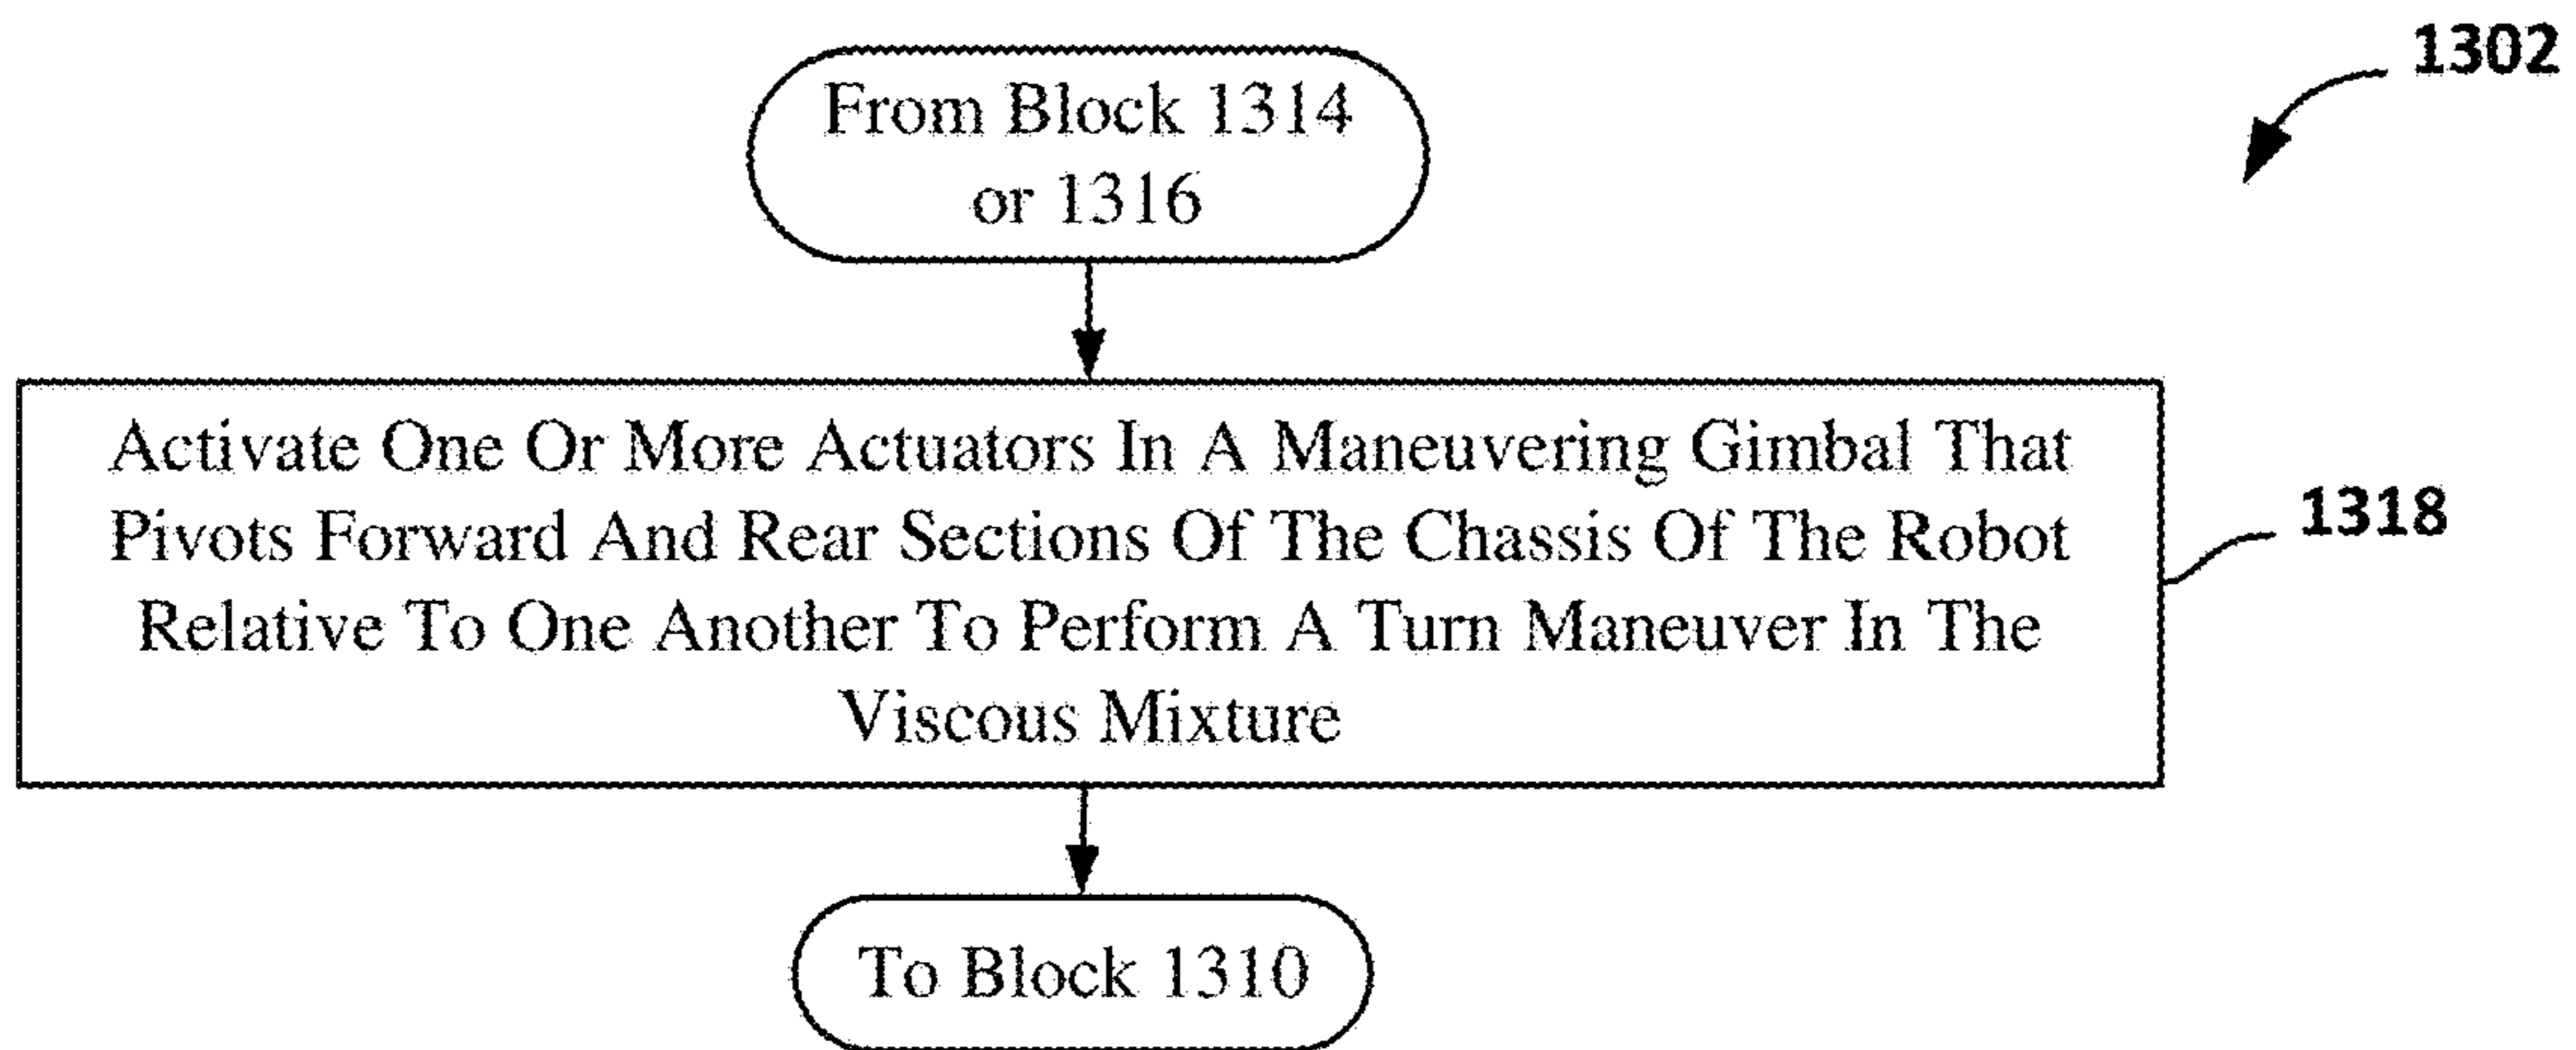 1302
From Block 1314
or 1316
Activate One Or More Actuators In A Maneuvering Gimbal That
Pivots Forward And Rear Sections Of The Chassis Of The Robot
Relative To One Another To Perform A Turn Maneuver In The
Viscous Mixture
1318
To Block 1310